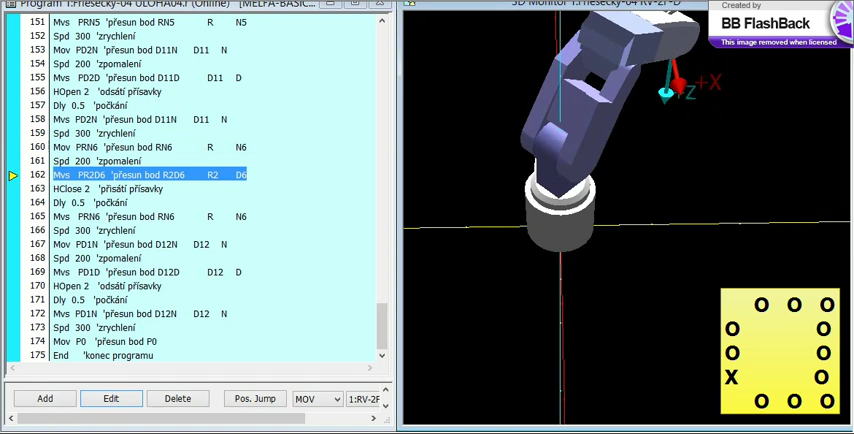 Program 1:Friesecky-04 ULOHA04.r (Online) [MELFA-BASIC
151 Mvs PRN5 'přesun bod RN5 R N5
152 Spd 300 'zrychlení
153 Mov PD2N 'přesun bod D11N D11 N
154 Spd 200 'zpomalení
155 Mvs PD2D 'přesun bod D11D D11 D
156 HOpen 2 'odsátí přísavky
157 Dly 0.5 'počkání
158 Mvs PD2N 'přesun bod D11N D11 N
159 Spd 300 'zrychlení
160 Mov PRN6 'přesun bod RN6 R N6
161 Spd 200 'zpomalení
162 Mvs PR2D6 'přesun bod R2D6 R2 D6
163 HClose 2 'přisátí přísavky
164 Dly 0.5 'počkání
165 Mvs PRN6 'přesun bod RN6 R N6
166 Spd 300 'zrychlení
167 Mov PD1N 'přesun bod D12N D12 N
168 Spd 200 'zpomalení
169 Mvs PD1D 'přesun bod D12D D12 D
170 HOpen 2 'odsátí přísavky
171 Dly 0.5 'počkání
172 Mvs PD1N 'přesun bod D12N D12 N
173 Spd 300 'zrychlení
174 Mov P0 'přesun bod P0
175 End 'konec programu
Add Edit Delete Pos. Jump MOV 1:RV-2F
3D Monitor 1:Friesecky-04 RV-2F-D
Created by
BB FlashBack
This image removed when licensed
+X
+Z
O O O
O O
O O
X O
O O O